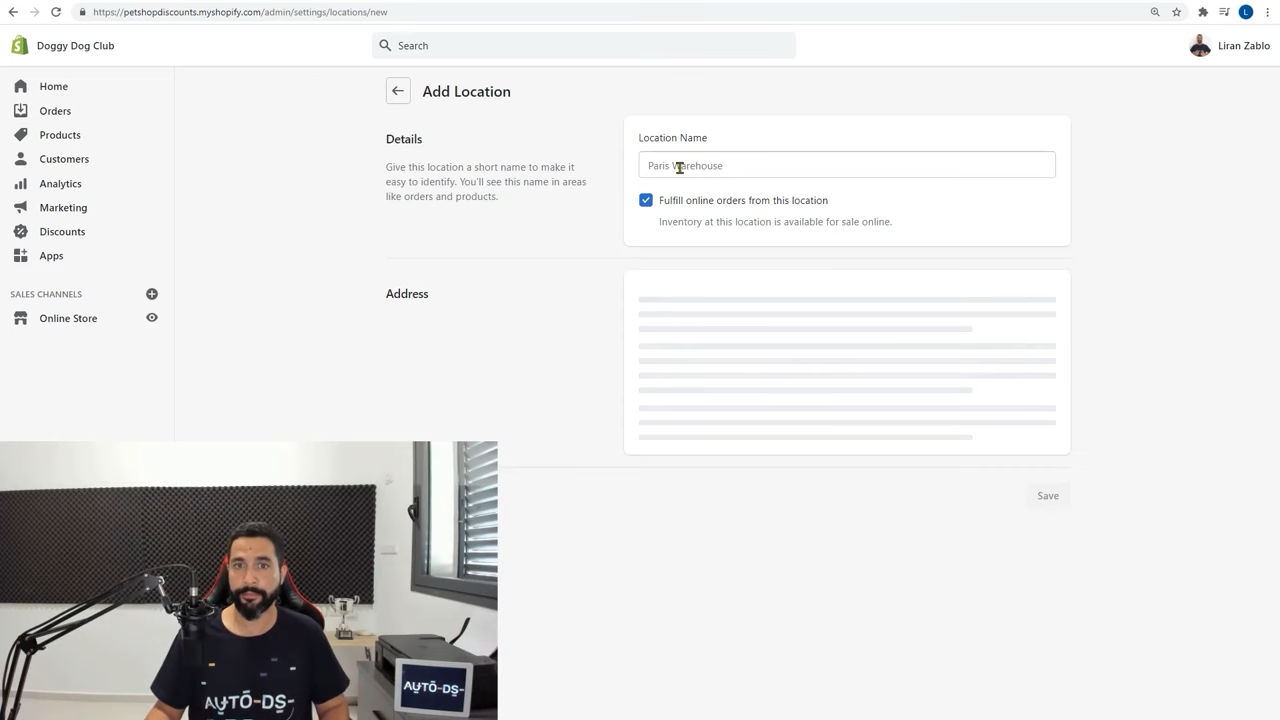 https://petshopdiscounts.myshopify.com/admin/settings/locations/new
L
Doggy Dog Club
Search
Liran Zablo
Home
Orders
Products
Customers
Analytics
Marketing
Discounts
Apps
SALES CHANNELS
Online Store
Add Location
Details
Give this location a short name to make it
easy to identify. You'll see this name in areas
like orders and products.
Location Name
Paris Warehouse
Fulfill online orders from this location
Inventory at this location is available for sale online.
Address
Save
AUTO-DS-
AUTO-DS-